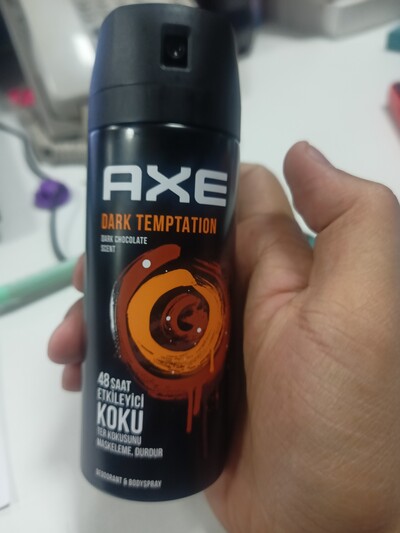 AXE
DARK TEMPTATION
DARK CHOCOLATE
SCENT
48 SAAT
ETKİLEYİCİ
KOKU
TER KOKUSUNU
MASKELEME, DURDUR
DEODORANT & BODYSPRAY